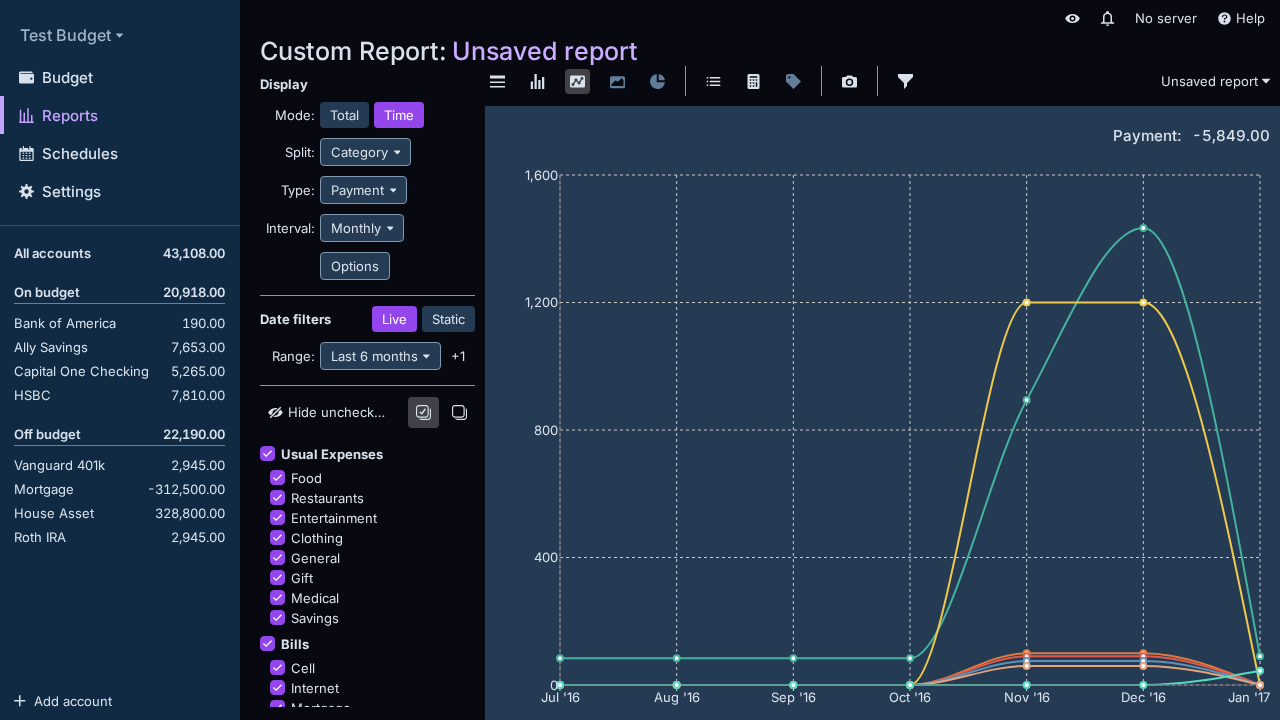 Test Budget
Budget
Reports
Schedules
Settings
All accounts 43,108.00
On budget 20,918.00
Bank of America 190.00
Ally Savings 7,653.00
Capital One Checking 5,265.00
HSBC 7,810.00
Off budget 22,190.00
Vanguard 401k 2,945.00
Mortgage -312,500.00
House Asset 328,800.00
Roth IRA 2,945.00
Add account
No server Help
Custom Report: Unsaved report
Display
Mode: Total Time
Split: Category
Type: Payment
Interval: Monthly
Options
Date filters Live Static
Range: Last 6 months +1
Hide uncheck...
Usual Expenses
Food
Restaurants
Entertainment
Clothing
General
Gift
Medical
Savings
Bills
Cell
Internet
Mortgage
Unsaved report
Payment: -5,849.00
1,600
1,200
800
400
0
Jul '16 Aug '16 Sep '16 Oct '16 Nov '16 Dec '16 Jan '17